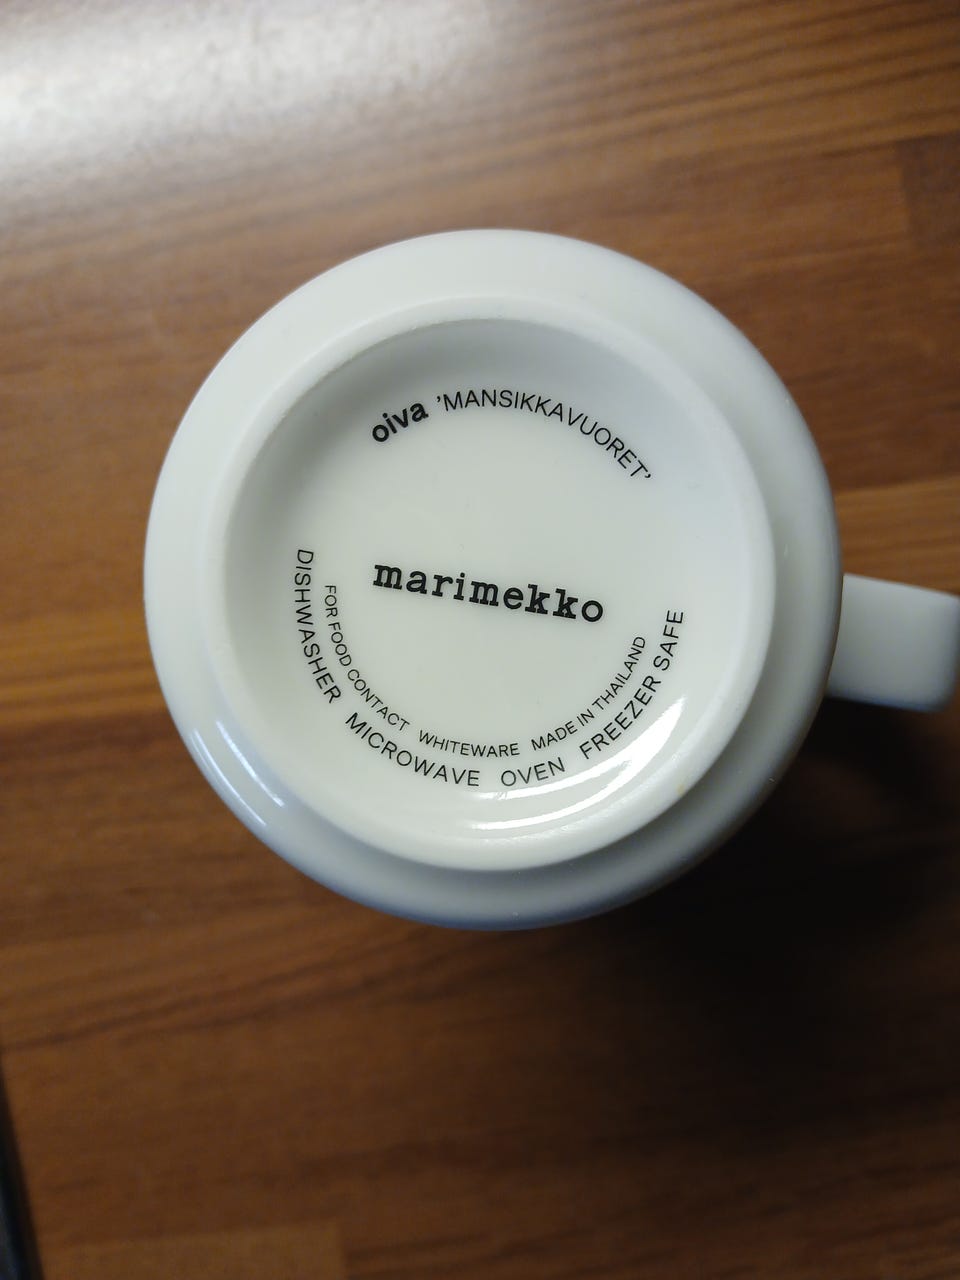 oiva 'MANSIKKAVUORET'
marimekko
FOR FOOD CONTACT WHITEWARE MADE IN THAILAND
DISHWASHER MICROWAVE OVEN FREEZER SAFE